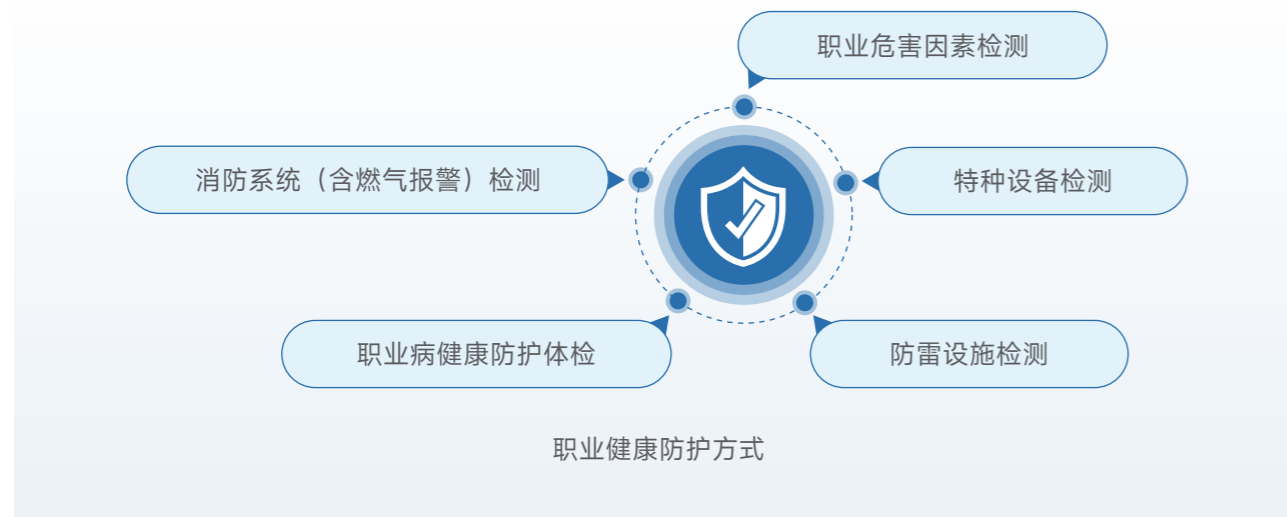 职业危害因素检测
消防系统（含燃气报警）检测
特种设备检测
职业病健康防护体检
防雷设施检测
职业健康防护方式